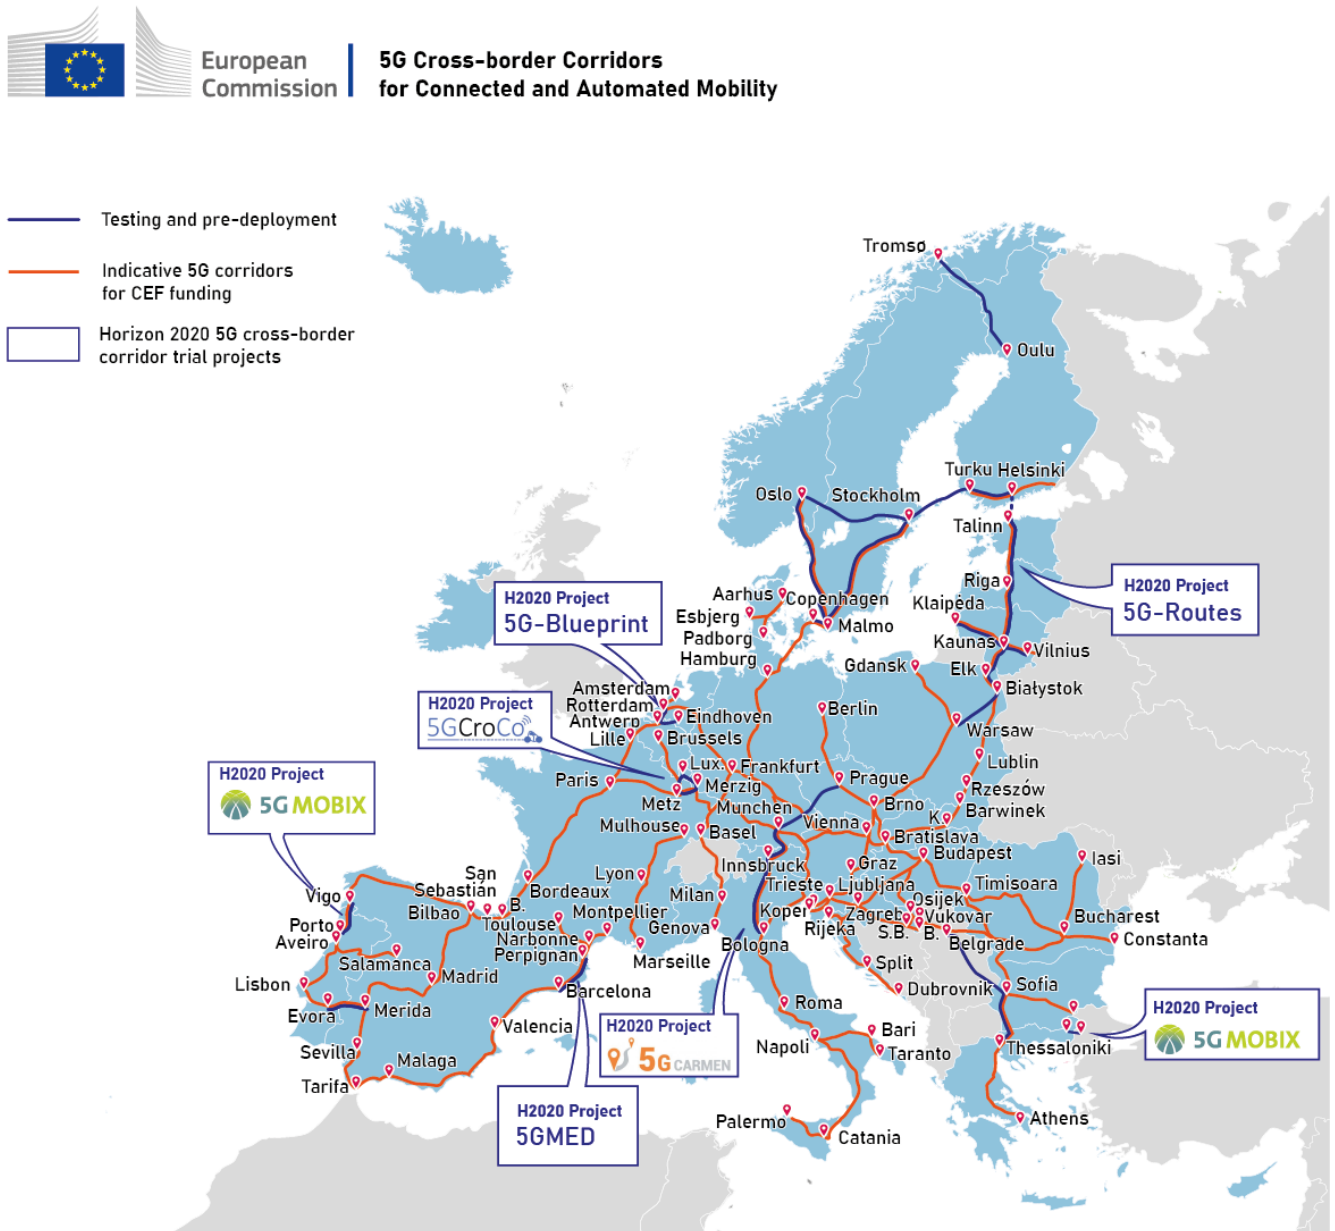 European
Commission
5G Cross-border Corridors
for Connected and Automated Mobility
Testing and pre-deployment
Indicative 5G corridors
for CEF funding
Horizon 2020 5G cross-border
corridor trial projects
Tromsø
Oulu
Turku Helsinki
Oslo
Stockholm
Talinn
Riga
H2020 Project
5G-Routes
Aarhus
Copenhagen
Klaipėda
H2020 Project
5G-Blueprint
Esbjerg
Malmo
Padborg
Kaunas
Vilnius
Hamburg
Gdansk
Elk
Białystok
Amsterdam
Rotterdam
H2020 Project
5GCroCo
Antwerp
Eindhoven
Berlin
Lille
Brussels
Warsaw
Lux.
Frankfurt
Lublin
H2020 Project
5G MOBIX
Paris
Merzig
Prague
Rzeszów
Metz
Munchen
Brno
Barwinek
Mulhouse
Basel
Vienna
K.
Bratislava
Budapest
Innsbruck
Graz
Iasi
San
Sebastián
Lyon
Bordeaux
Trieste
Ljubljana
Timisoara
Vigo
Bilbao
B.
Milan
Osijek
Montpellier
Koper
Zagreb
Vukovar
Bucharest
Porto
Toulouse
Genova
Rijeka
S.B.
B.
Aveiro
Narbonne
Bologna
Belgrade
Constanta
Perpignan
Salamanca
Marseille
Split
Madrid
Lisbon
Barcelona
Dubrovnik
Sofia
Evora
Merida
Roma
H2020 Project
5G MOBIX
Valencia
H2020 Project
5G CARMEN
Bari
Sevilla
Napoli
Taranto
Thessaloniki
Malaga
Tarifa
H2020 Project
5GMED
Palermo
Catania
Athens